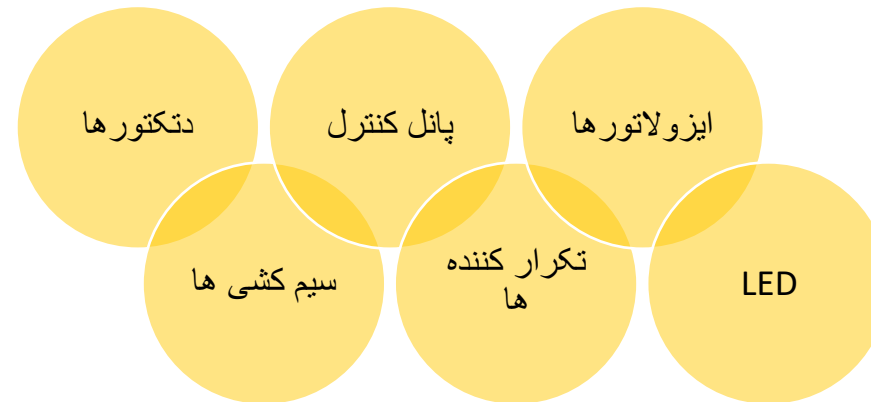 ایزولاتورها
پانل کنترل
دتکتورها
LED
تکرار کننده
ها
سیم کشی ها